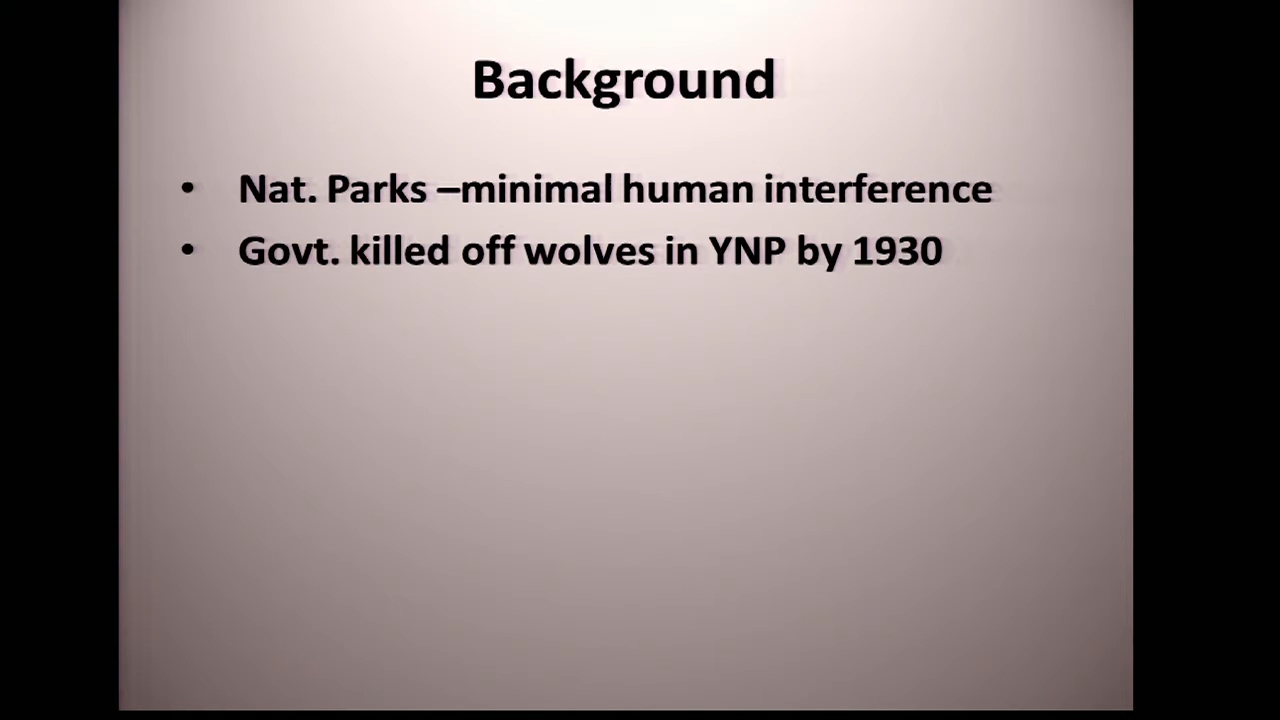 Background
• Nat. Parks –minimal human interference
• Govt. killed off wolves in YNP by 1930